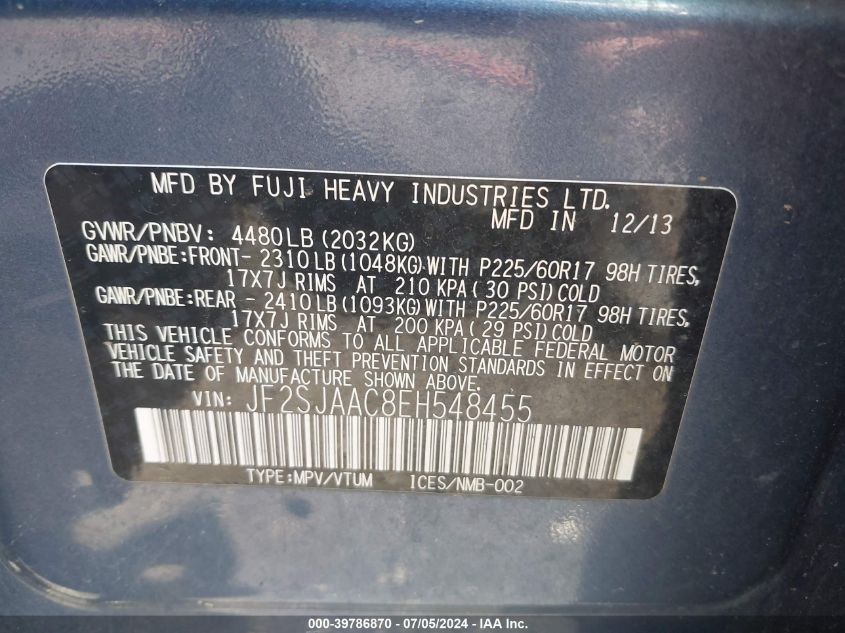 MFD BY FUJI HEAVY INDUSTRIES LTD.
MFD IN 12/13
GVWR/PNBV: 4480LB(2032KG)
GAWR/PNBE:FRONT- 2310LB(1048KG)WITH P225/60R17 98H TIRES,
17X7J RIMS AT 210 KPA(30 PSI)COLD
GAWR/PNBE:REAR - 2410LB(1093KG)WITH P225/60R17 98H TIRES,
17X7J RIMS AT 200 KPA(29 PSI)COLD
THIS VEHICLE CONFORMS TO ALL APPLICABLE FEDERAL MOTOR
VEHICLE SAFETY AND THEFT PREVENTION STANDARDS IN EFFECT ON
THE DATE OF MANUFACTURE SHOWN ABOVE.
VIN: JF2SJAAC8EH548455
TYPE:MPV/VTUM ICES/NMB-002
000-39786870 - 07/05/2024 - IAA Inc.